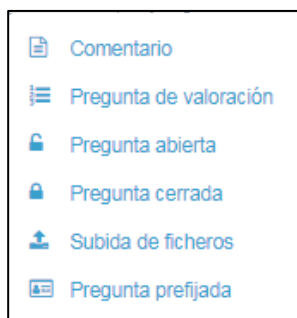 Comentario
Pregunta de valoración
Pregunta abierta
Pregunta cerrada
Subida de ficheros
Pregunta prefijada